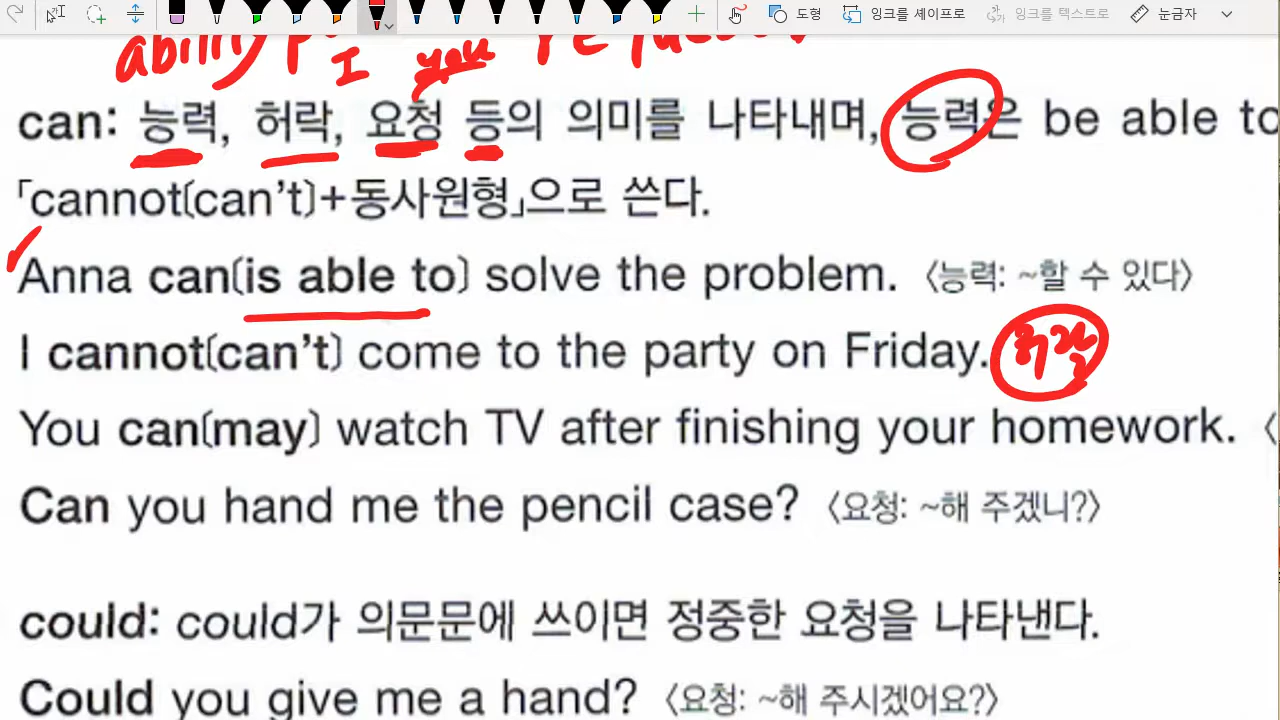 도형 잉크를 셰이프로 잉크를 텍스트로 눈금자
ability I you
can: 능력, 허락, 요청 등의 의미를 나타내며, 능력은 be able to
「cannot(can't)+동사원형」으로 쓴다.
Anna can(is able to) solve the problem. 〈능력: ~할 수 있다〉
I cannot(can't) come to the party on Friday.
You can(may) watch TV after finishing your homework. 〈
Can you hand me the pencil case? 〈요청: ~해 주겠니?〉
could: could가 의문문에 쓰이면 정중한 요청을 나타낸다.
Could you give me a hand? 〈요청: ~해 주시겠어요?〉